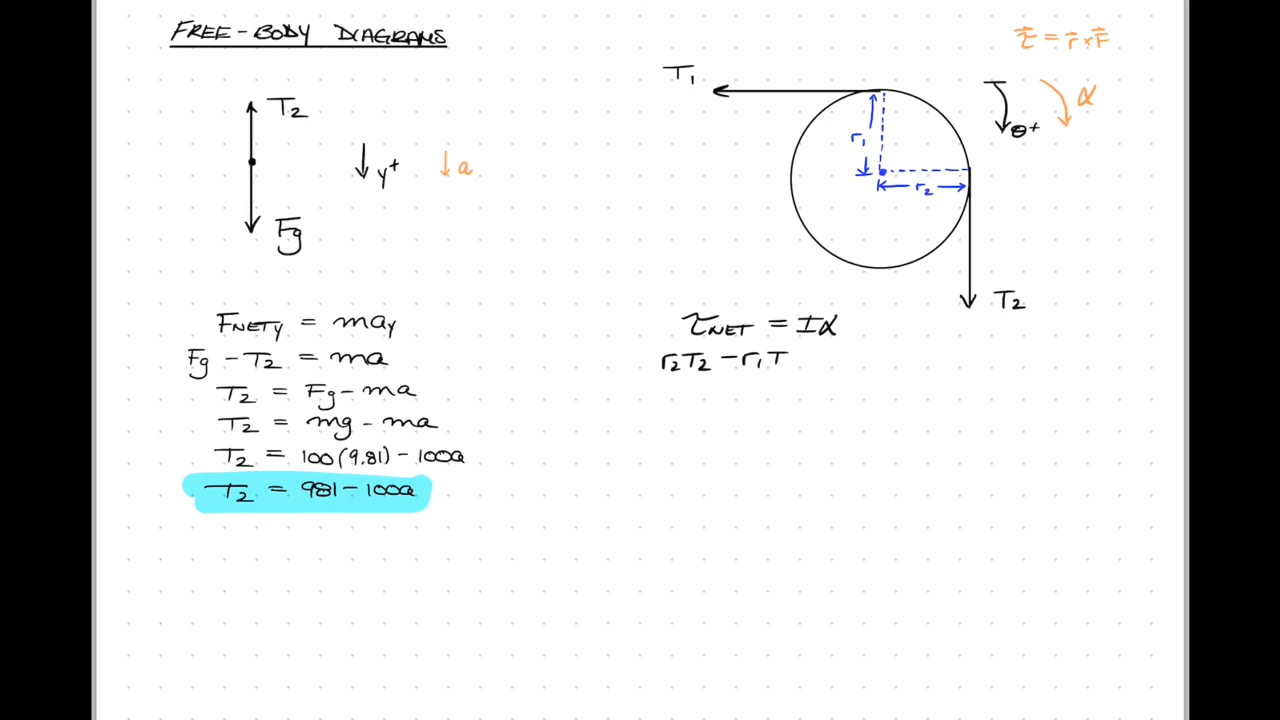 FREE-BODY DIAGRAMS
T2
y+
a
Fg
FNETy = may
Fg - T2 = ma
T2 = Fg - ma
T2 = mg - ma
T2 = 100(9.81) - 100a
T2 = 981 - 100a
τ⃗ = r⃗ × F⃗
T1
α
θ+
r1
r2
T2
τNET = Iα
r2T2 - r1T